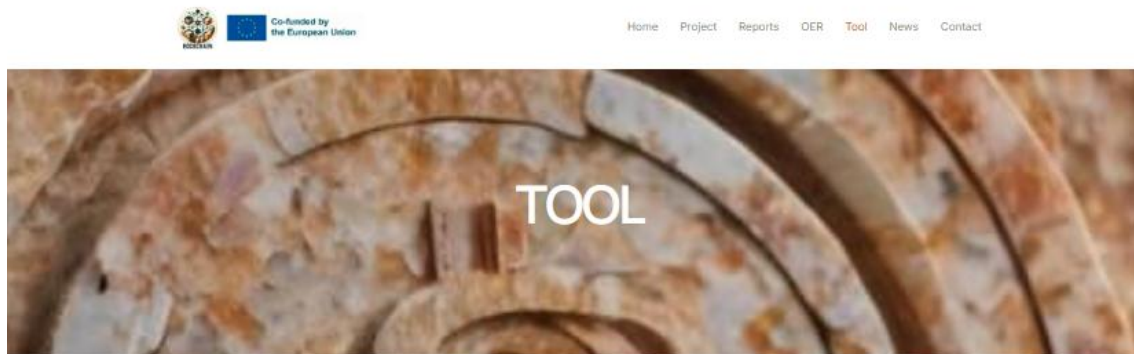 Co-funded by
the European Union
Home Project Reports OER Tool News Contact
TOOL